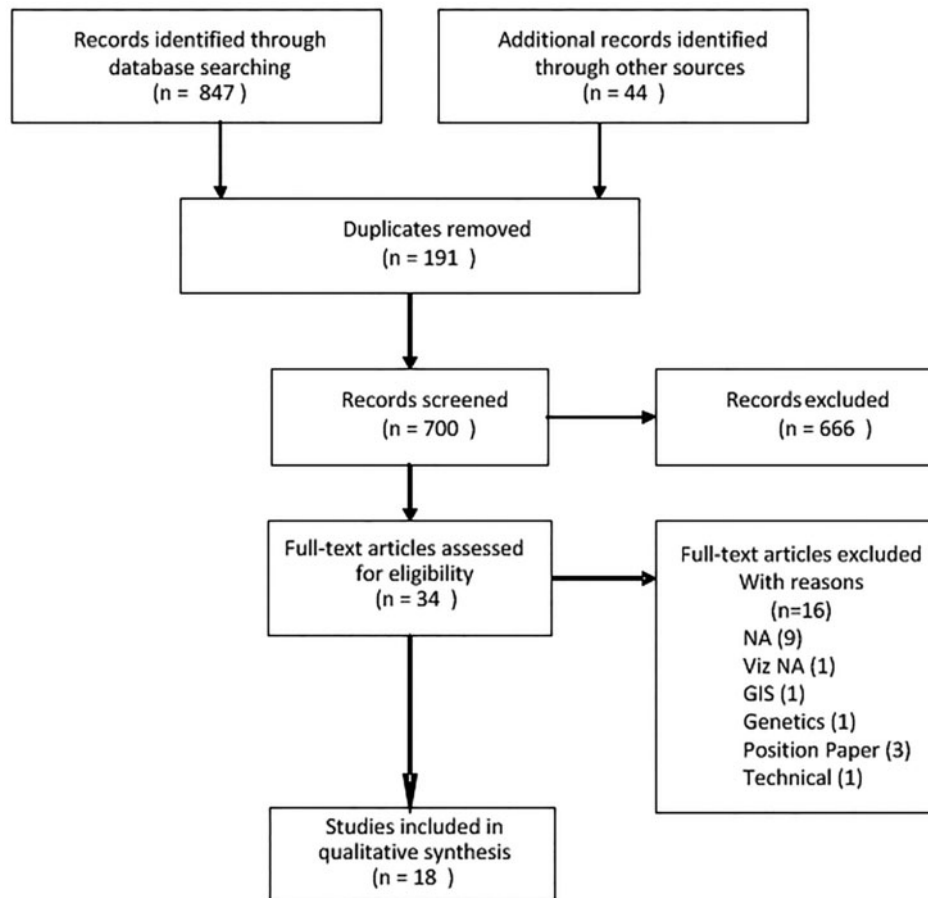 Records identified through
database searching
(n = 847 )
Additional records identified
through other sources
(n = 44 )
Duplicates removed
(n = 191 )
Records screened
(n = 700 )
Records excluded
(n = 666 )
Full-text articles assessed
for eligibility
(n = 34 )
Full-text articles excluded
With reasons
(n=16)
NA (9)
Viz NA (1)
GIS (1)
Genetics (1)
Position Paper (3)
Technical (1)
Studies included in
qualitative synthesis
(n = 18 )